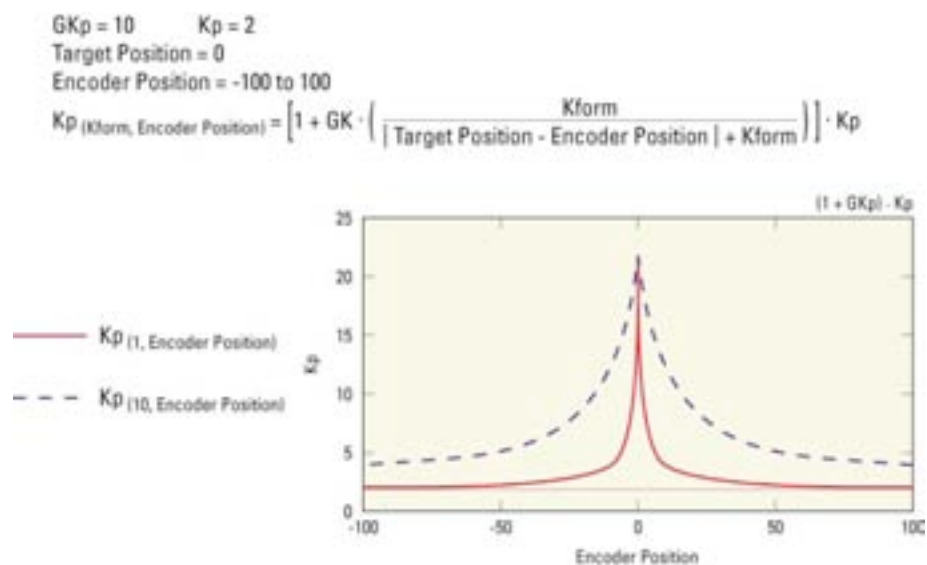 GKp = 10 Kp = 2
Target Position = 0
Encoder Position = -100 to 100
Kp (Kform, Encoder Position) = [1 + GK · ( Kform / | Target Position - Encoder Position | + Kform )] · Kp
(1 + GKp) · Kp
25
20
15
10
5
0
Kp
Kp (1, Encoder Position)
Kp (10, Encoder Position)
-100 -50 0 50 100
Encoder Position